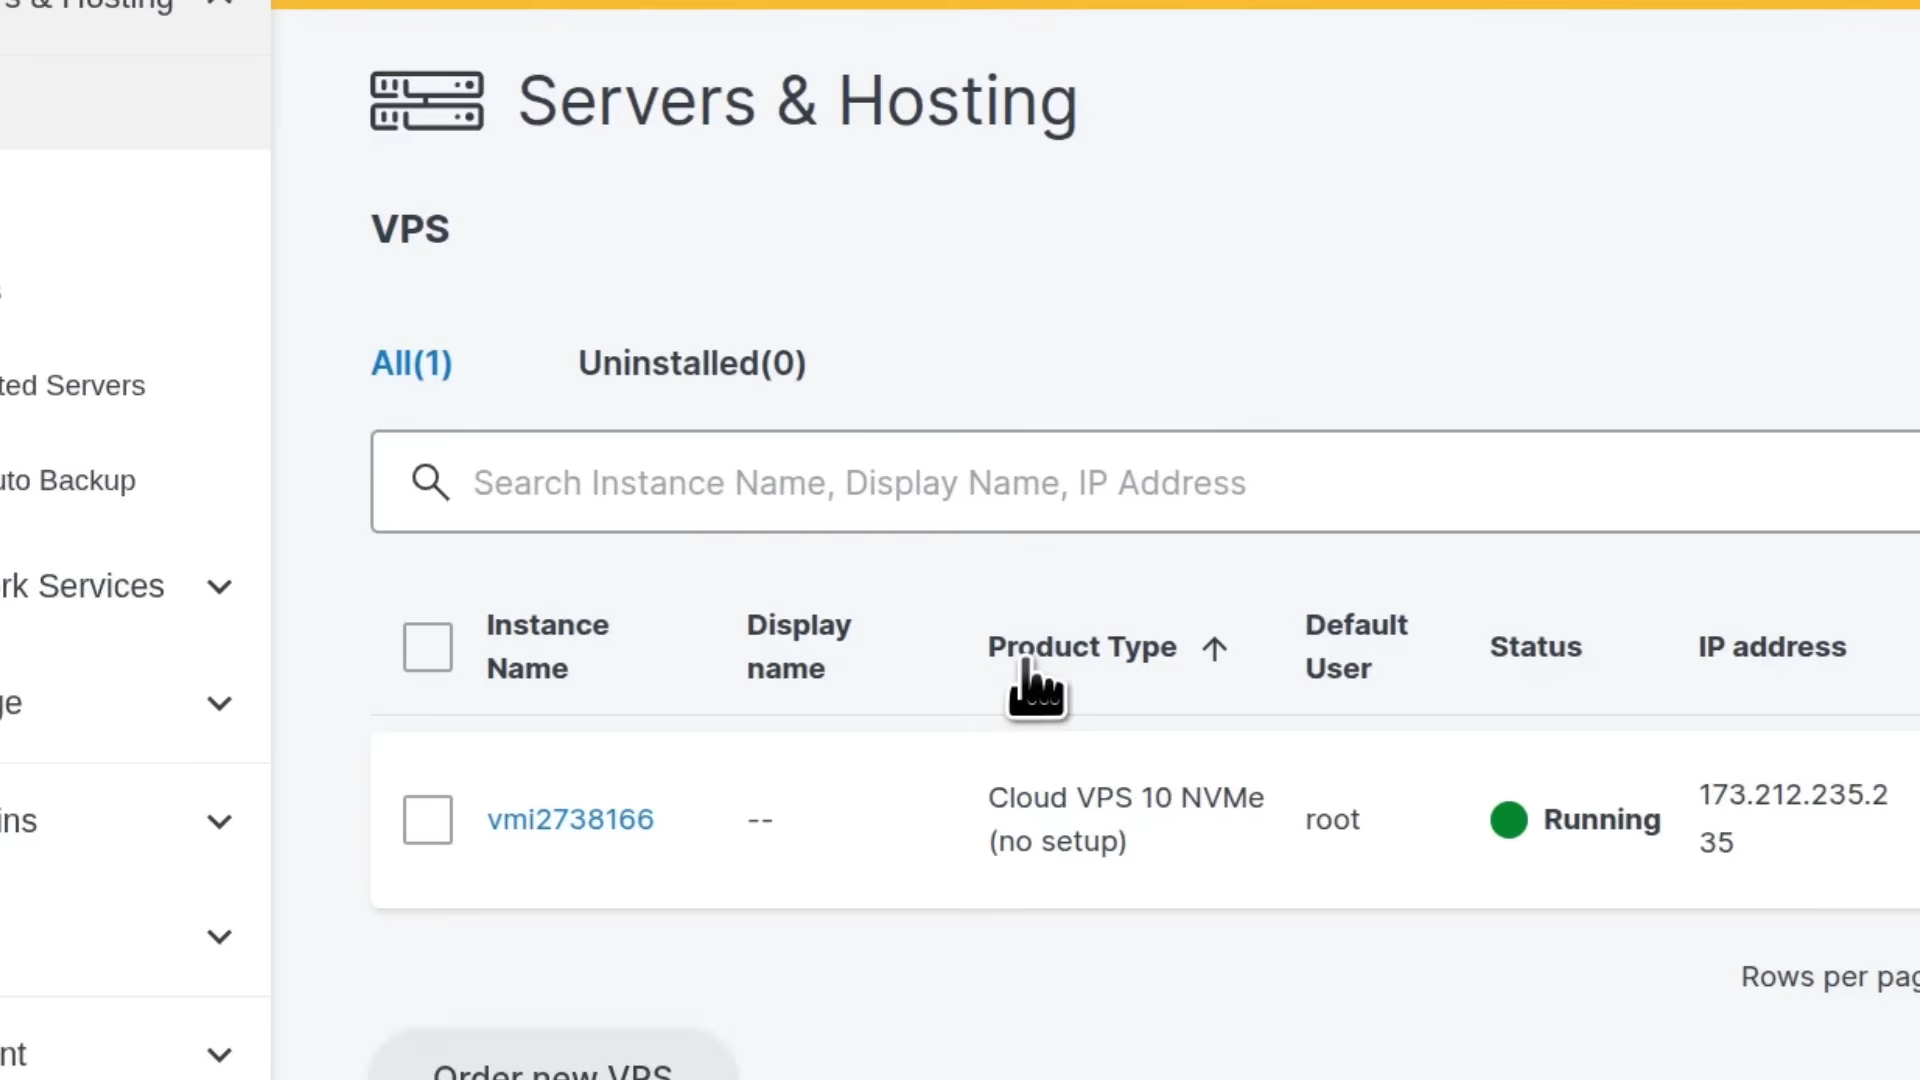 & Hosting
Servers & Hosting
VPS
All(1)
Uninstalled(0)
ted Servers
uto Backup
Search Instance Name, Display Name, IP Address
rk Services
Instance Name
Display name
Product Type
Default User
Status
IP address
ge
vmi2738166
--
Cloud VPS 10 NVMe
(no setup)
root
Running
173.212.235.2
35
ins
Rows per pag
nt
Order new VPS